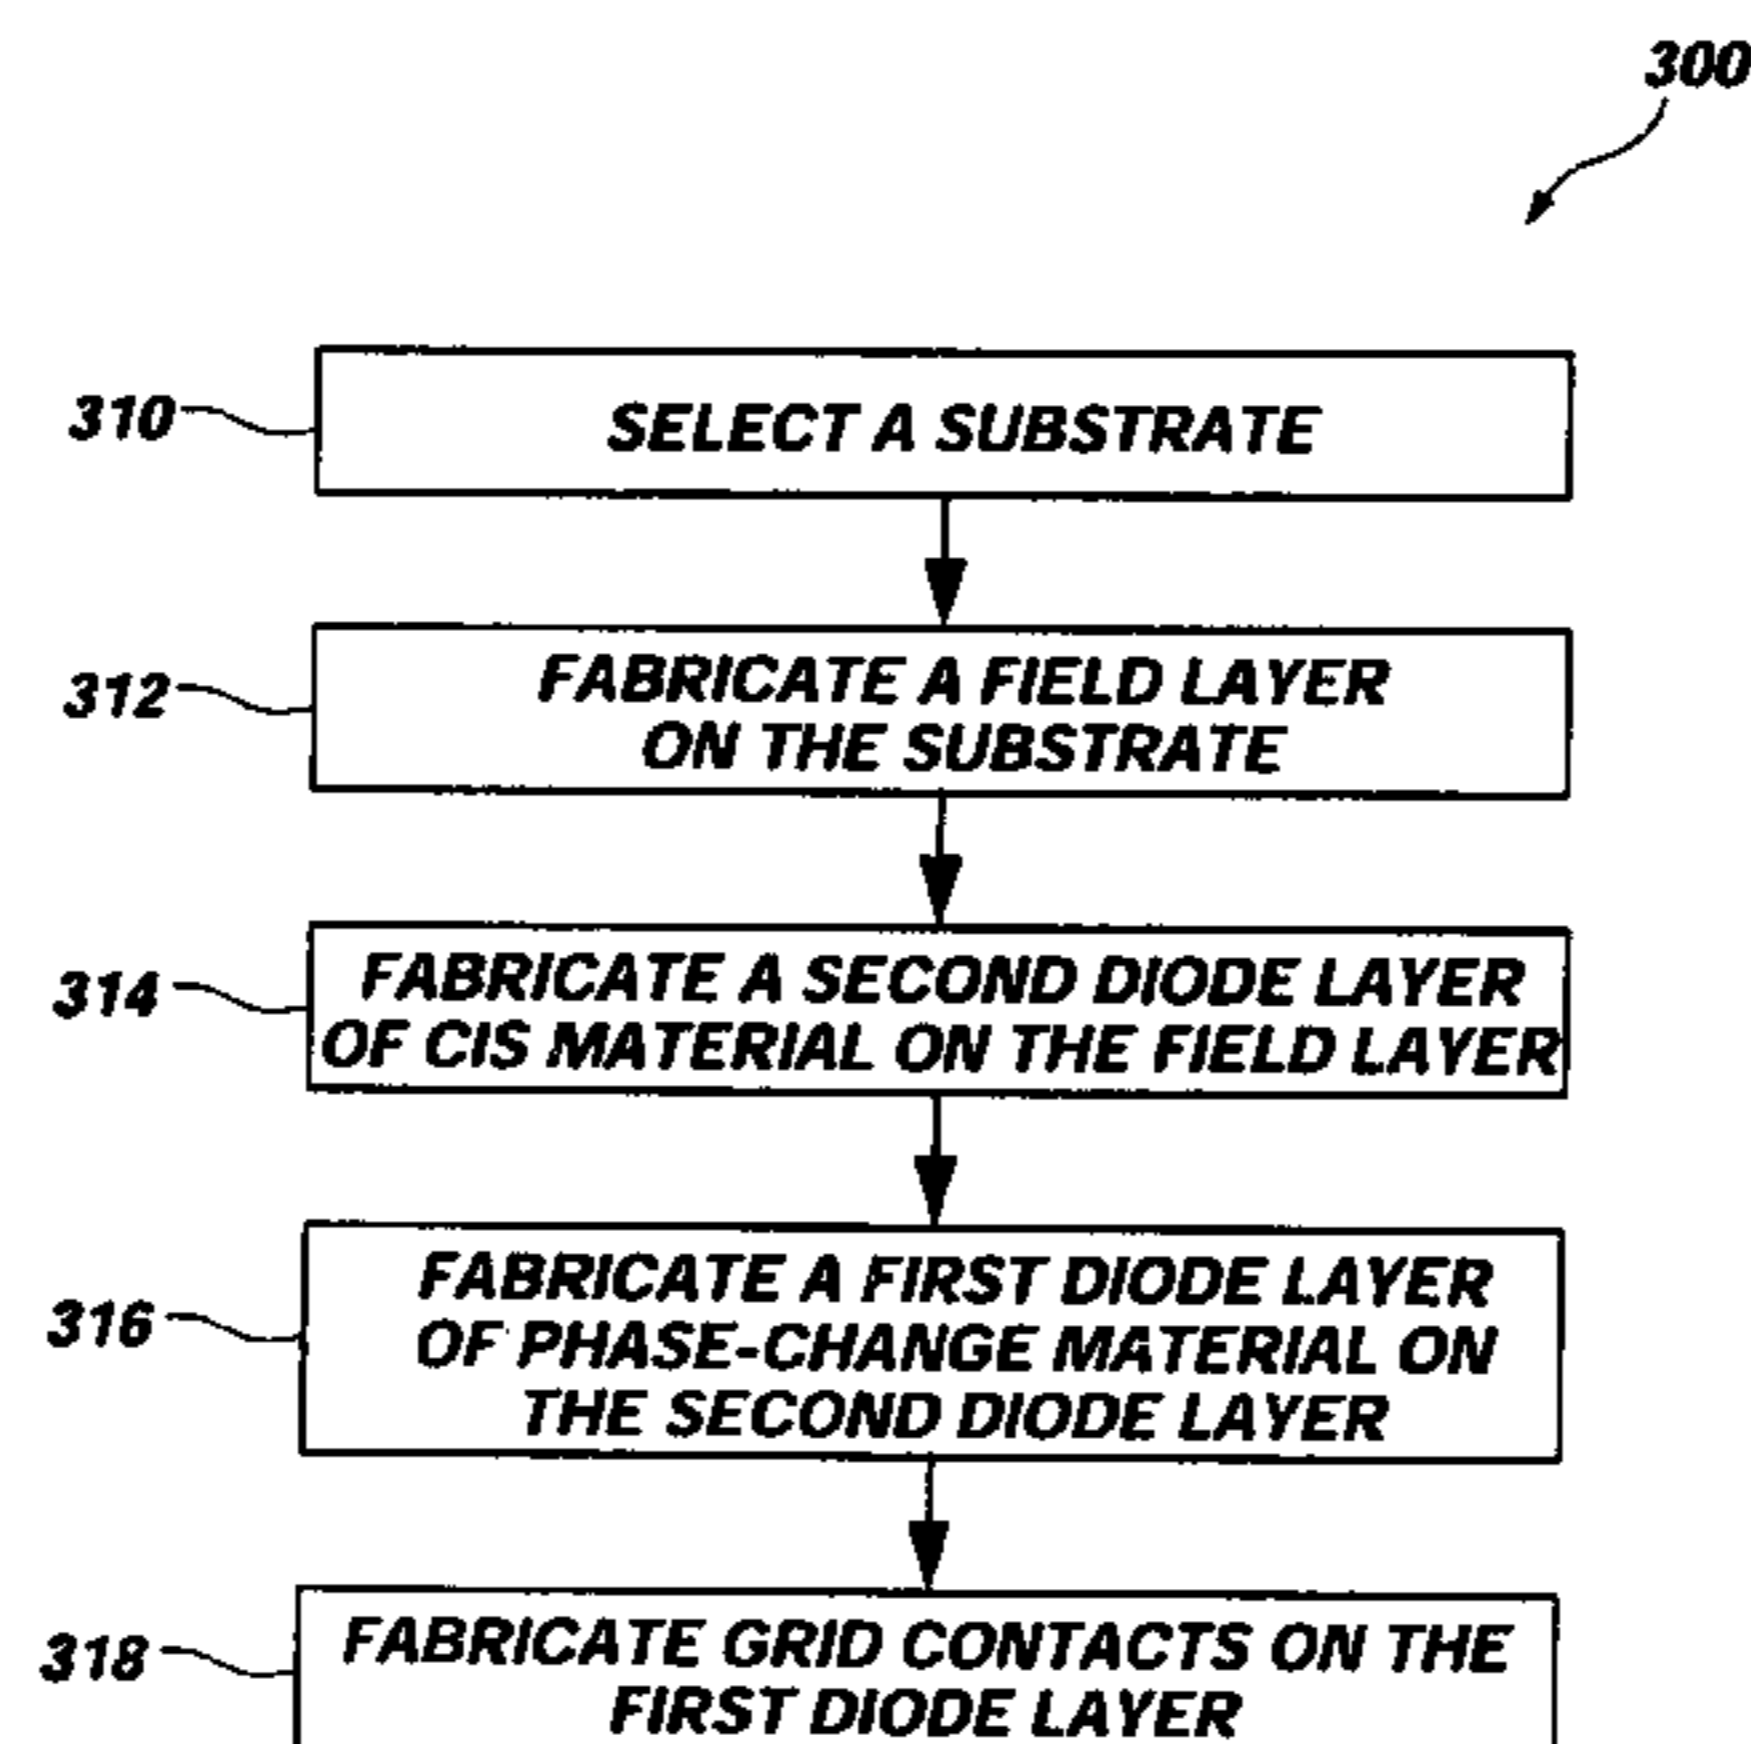 300
310
SELECT A SUBSTRATE
312
FABRICATE A FIELD LAYER
ON THE SUBSTRATE
314
FABRICATE A SECOND DIODE LAYER
OF CIS MATERIAL ON THE FIELD LAYER
316
FABRICATE A FIRST DIODE LAYER
OF PHASE-CHANGE MATERIAL ON
THE SECOND DIODE LAYER
318
FABRICATE GRID CONTACTS ON THE
FIRST DIODE LAYER